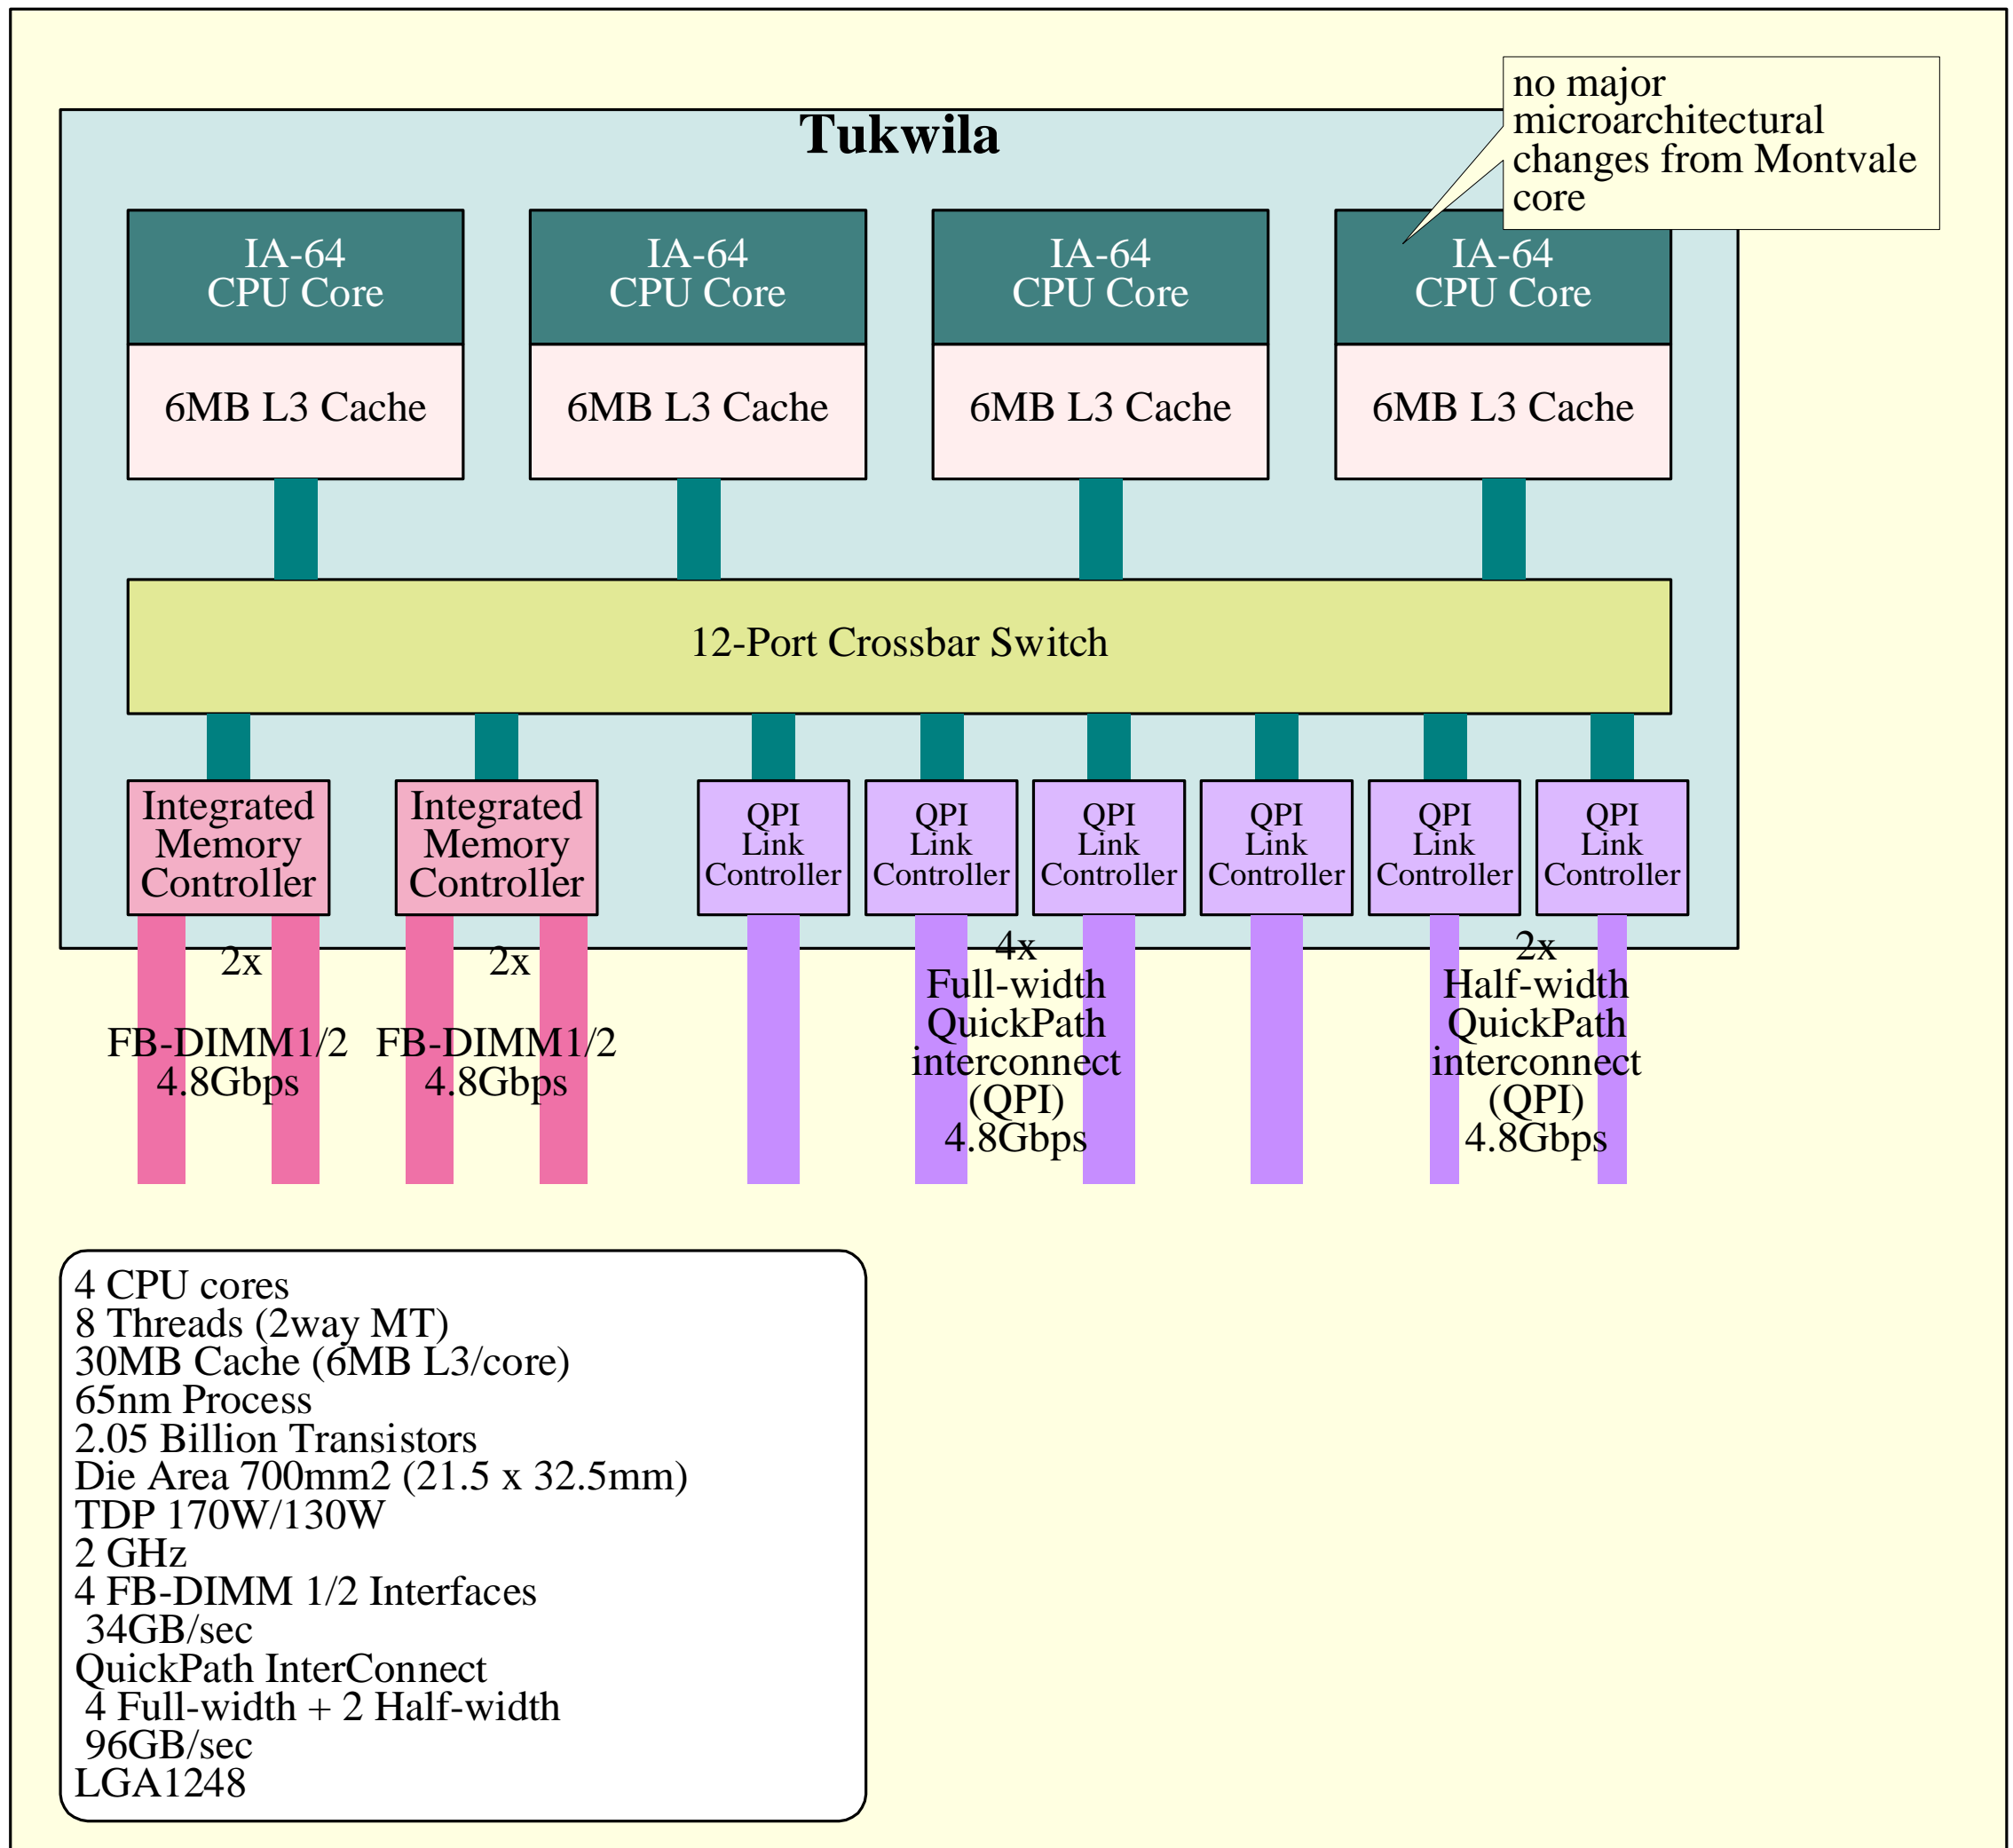 no major
microarchitectural
changes from Montvale
core
Tukwila
IA-64
CPU Core
IA-64
CPU Core
IA-64
CPU Core
IA-64
CPU Core
6MB L3 Cache
6MB L3 Cache
6MB L3 Cache
6MB L3 Cache
12-Port Crossbar Switch
Integrated
Memory
Controller
Integrated
Memory
Controller
QPI
Link
Controller
QPI
Link
Controller
QPI
Link
Controller
QPI
Link
Controller
QPI
Link
Controller
QPI
Link
Controller
2x
FB-DIMM1/2
4.8Gbps
2x
FB-DIMM1/2
4.8Gbps
4x
Full-width
QuickPath
interconnect
(QPI)
4.8Gbps
2x
Half-width
QuickPath
interconnect
(QPI)
4.8Gbps
4 CPU cores
8 Threads (2way MT)
30MB Cache (6MB L3/core)
65nm Process
2.05 Billion Transistors
Die Area 700mm2 (21.5 x 32.5mm)
TDP 170W/130W
2 GHz
4 FB-DIMM 1/2 Interfaces
34GB/sec
QuickPath InterConnect
4 Full-width + 2 Half-width
96GB/sec
LGA1248